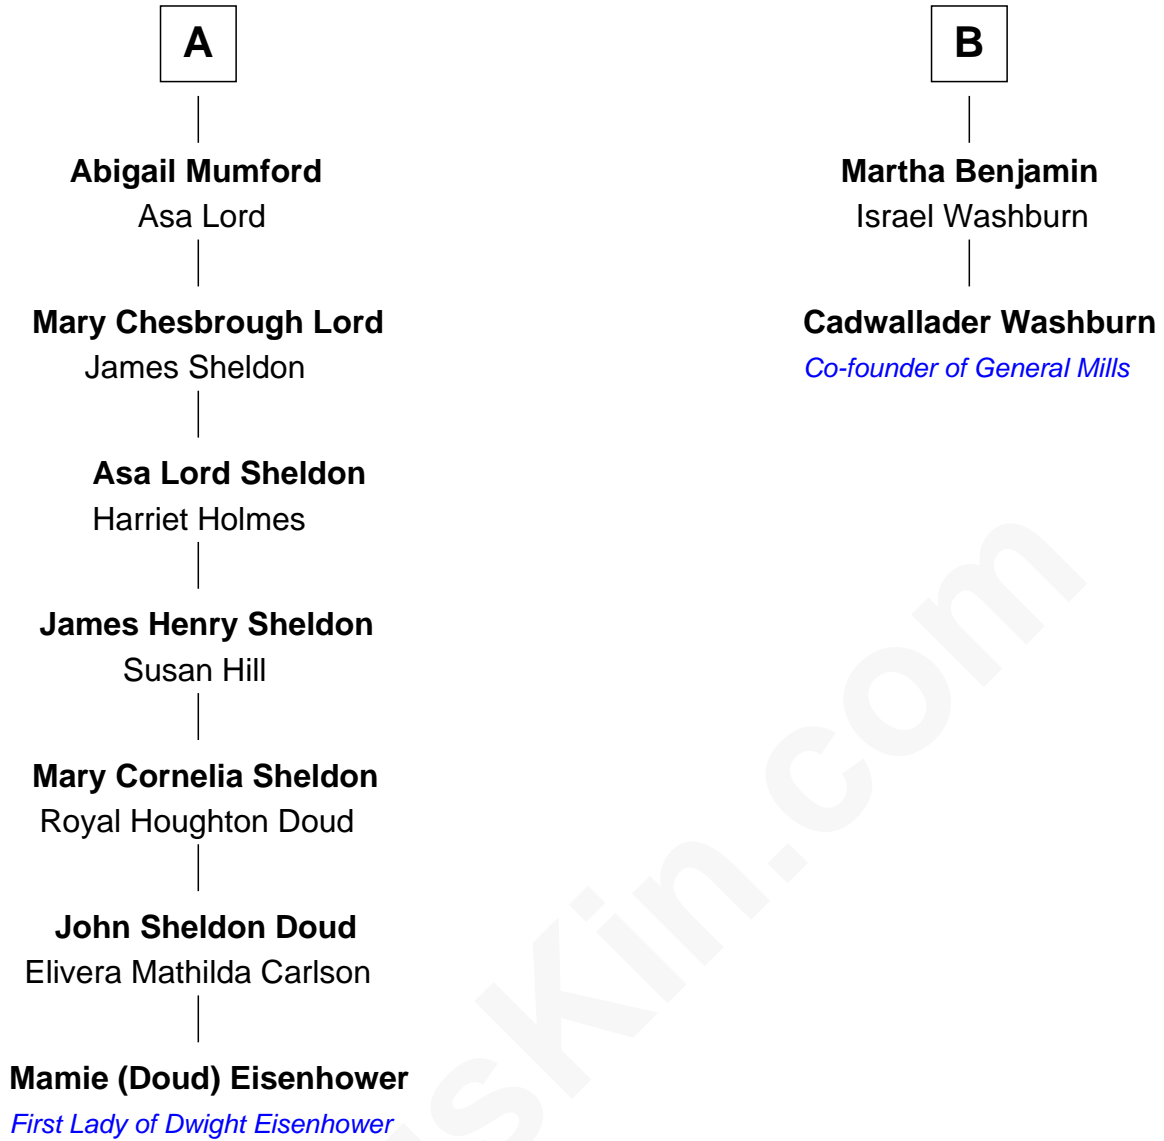 A
Abigail Mumford
Asa Lord
Mary Chesbrough Lord
James Sheldon
Asa Lord Sheldon
Harriet Holmes
James Henry Sheldon
Susan Hill
Mary Cornelia Sheldon
Royal Houghton Doud
John Sheldon Doud
Elivera Mathilda Carlson
Mamie (Doud) Eisenhower
First Lady of Dwight Eisenhower
B
Martha Benjamin
Israel Washburn
Cadwallader Washburn
Co-founder of General Mills
usKin.com